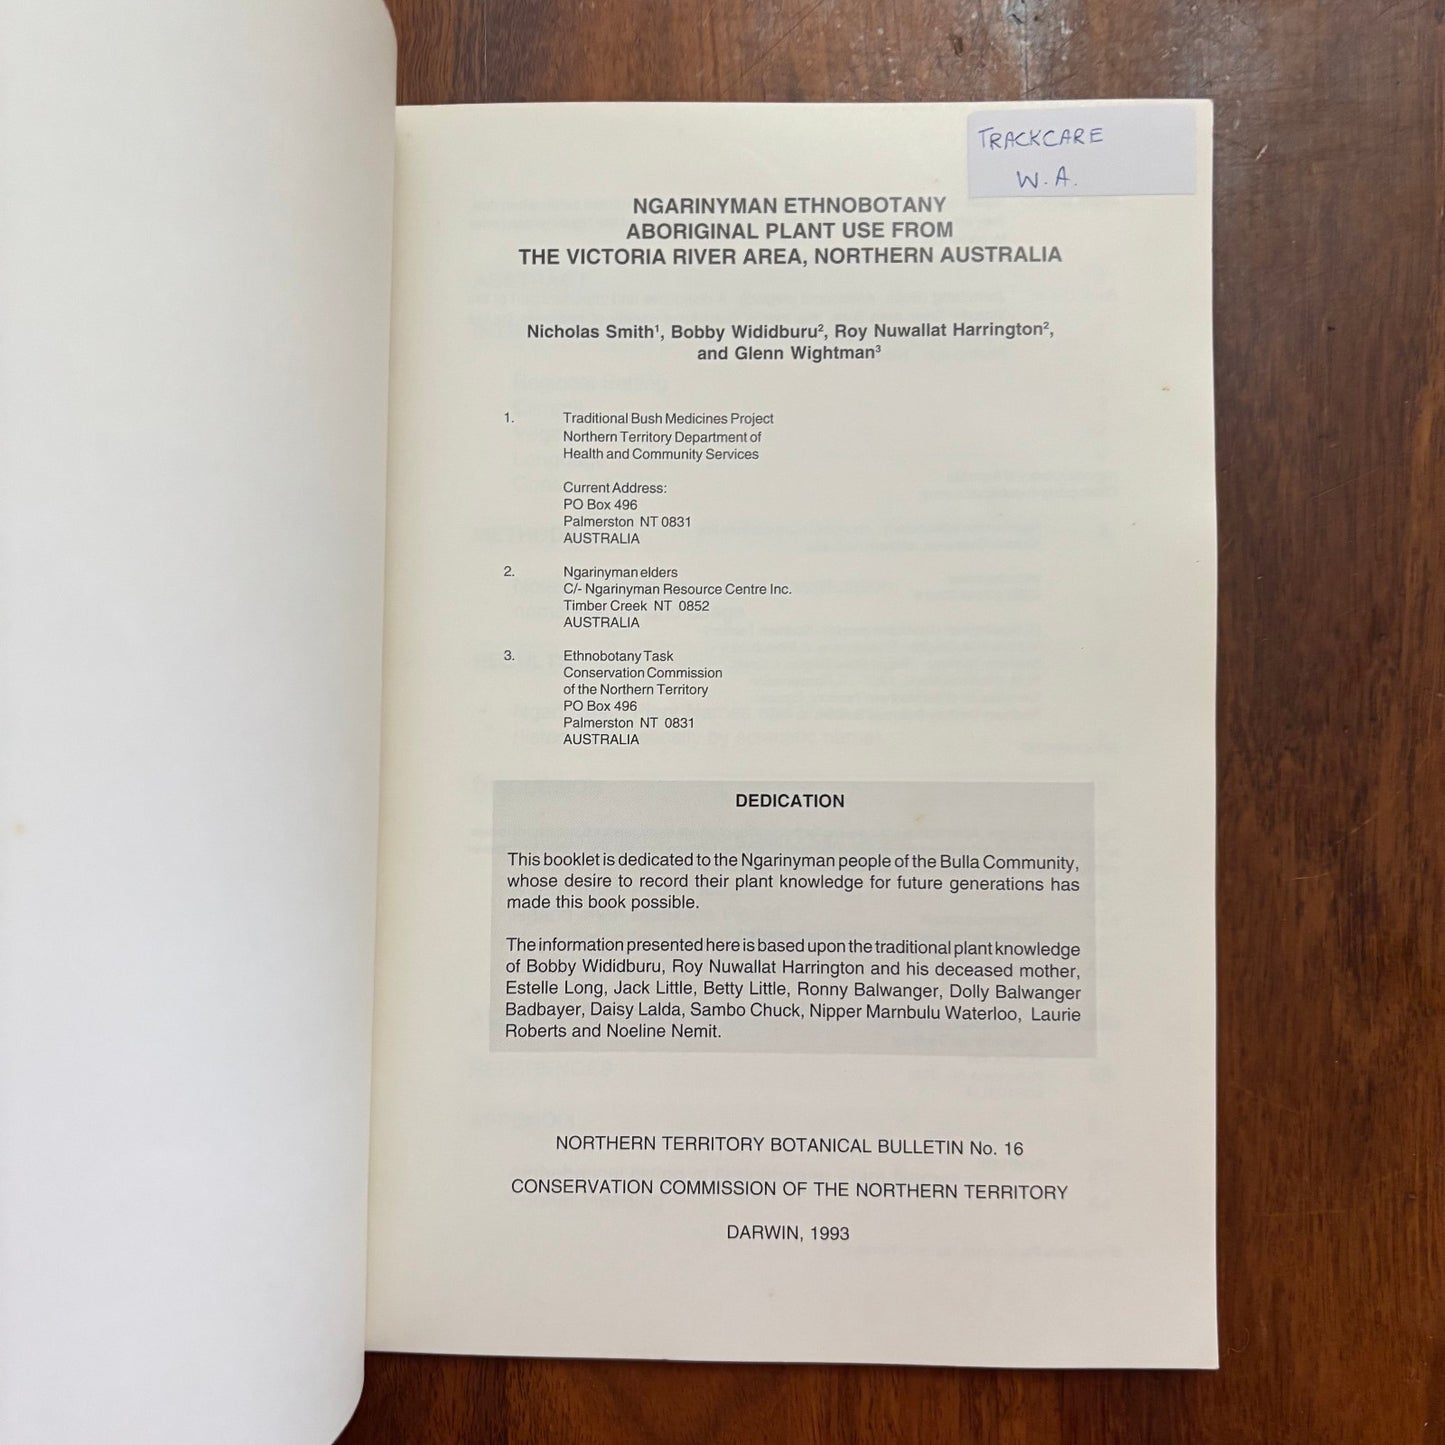 TRACKCARE
W.A.
NGARINYMAN ETHNOBOTANY
ABORIGINAL PLANT USE FROM
THE VICTORIA RIVER AREA, NORTHERN AUSTRALIA
Nicholas Smith¹, Bobby Wididburu², Roy Nuwallat Harrington²,
and Glenn Wightman³
1. Traditional Bush Medicines Project
Northern Territory Department of
Health and Community Services
Current Address:
PO Box 496
Palmerston NT 0831
AUSTRALIA
2. Ngarinyman elders
C/- Ngarinyman Resource Centre Inc.
Timber Creek NT 0852
AUSTRALIA
3. Ethnobotany Task
Conservation Commission
of the Northern Territory
PO Box 496
Palmerston NT 0831
AUSTRALIA
DEDICATION
This booklet is dedicated to the Ngarinyman people of the Bulla Community,
whose desire to record their plant knowledge for future generations has
made this book possible.
The information presented here is based upon the traditional plant knowledge
of Bobby Wididburu, Roy Nuwallat Harrington and his deceased mother,
Estelle Long, Jack Little, Betty Little, Ronny Balwanger, Dolly Balwanger
Badbayer, Daisy Lalda, Sambo Chuck, Nipper Marnbulu Waterloo, Laurie
Roberts and Noeline Nemit.
NORTHERN TERRITORY BOTANICAL BULLETIN No. 16
CONSERVATION COMMISSION OF THE NORTHERN TERRITORY
DARWIN, 1993